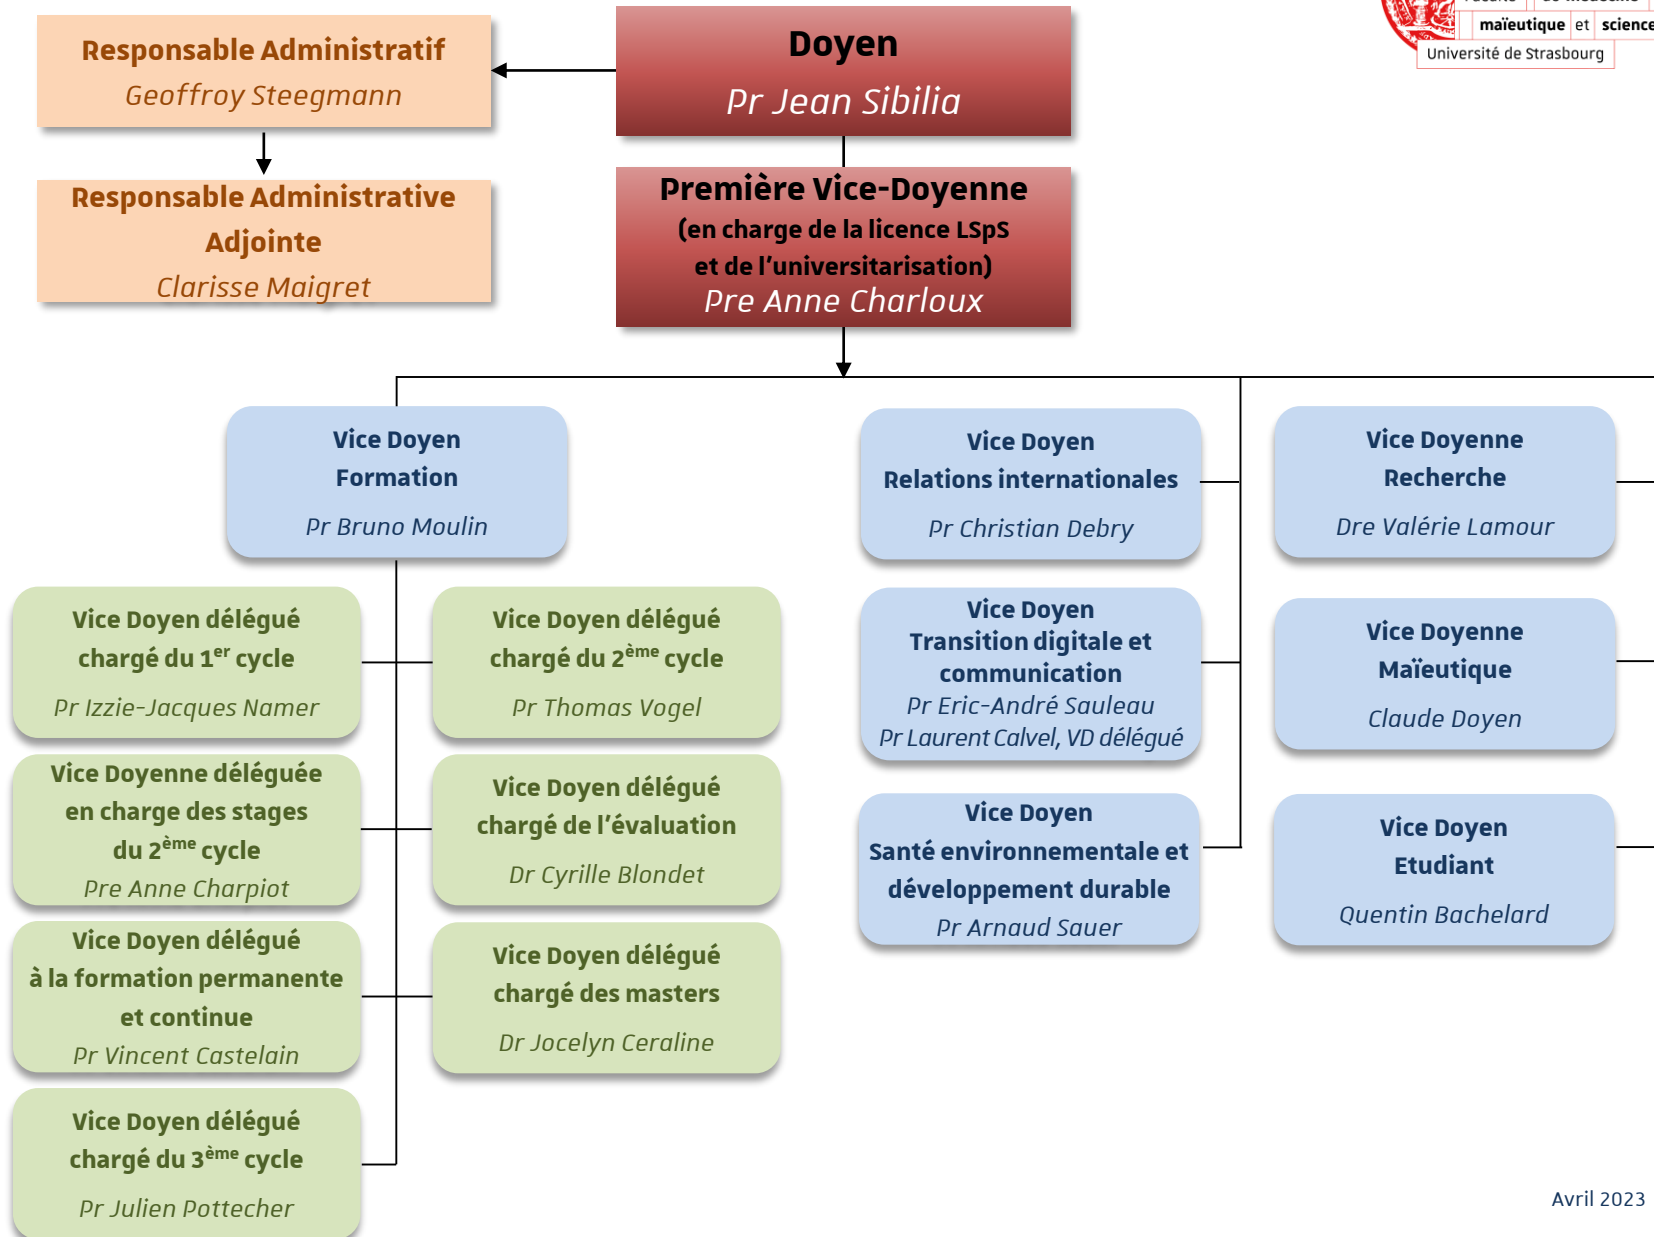 Responsable Administratif
Geoffroy Steegmann
Doyen
Pr Jean Sibilia
maïeutique et science
Université de Strasbourg
Responsable Administrative
Adjointe
Clarisse Maigret
Première Vice-Doyenne
(en charge de la licence LSpS
et de l'universitarisation)
Pre Anne Charloux
Vice Doyen
Formation
Pr Bruno Moulin
Vice Doyen délégué
chargé du 1er cycle
Pr Izzie-Jacques Namer
Vice Doyen délégué
chargé du 2ème cycle
Pr Thomas Vogel
Vice Doyenne déléguée
en charge des stages
du 2ème cycle
Pre Anne Charpiot
Vice Doyen délégué
chargé de l'évaluation
Dr Cyrille Blondet
Vice Doyen délégué
à la formation permanente
et continue
Pr Vincent Castelain
Vice Doyen délégué
chargé des masters
Dr Jocelyn Ceraline
Vice Doyen délégué
chargé du 3ème cycle
Pr Julien Pottecher
Vice Doyen
Relations internationales
Pr Christian Debry
Vice Doyenne
Recherche
Dre Valérie Lamour
Vice Doyen
Transition digitale et
communication
Pr Eric-André Sauleau
Pr Laurent Calvel, VD délégué
Vice Doyenne
Maïeutique
Claude Doyen
Vice Doyen
Santé environnementale et
développement durable
Pr Arnaud Sauer
Vice Doyen
Etudiant
Quentin Bachelard
Avril 2023